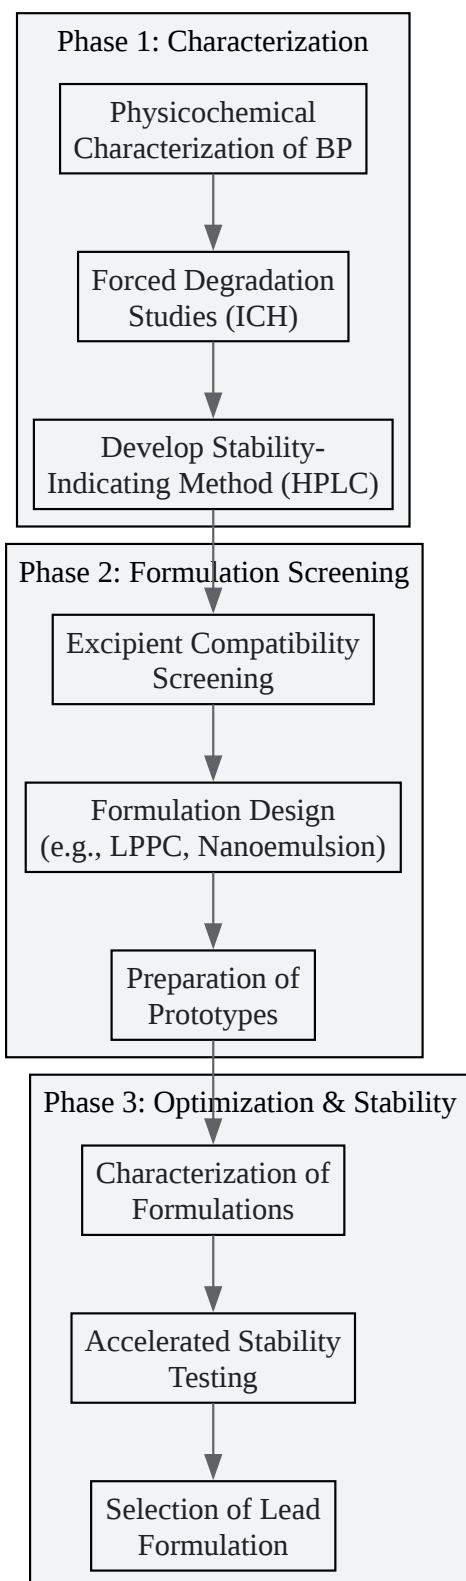 Phase 1: Characterization
Physicochemical
Characterization of BP
Forced Degradation
Studies (ICH)
Develop Stability-
Indicating Method (HPLC)
Phase 2: Formulation Screening
Excipient Compatibility
Screening
Formulation Design
(e.g., LPPC, Nanoemulsion)
Preparation of
Prototypes
Phase 3: Optimization & Stability
Characterization of
Formulations
Accelerated Stability
Testing
Selection of Lead
Formulation